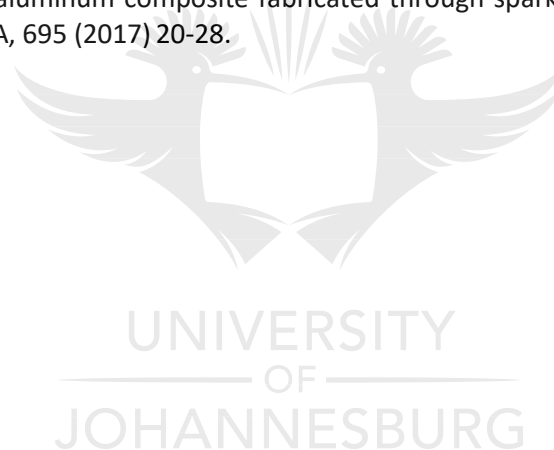 aluminum composite fabricated through spark
A, 695 (2017) 20-28.
UNIVERSITY
OF
JOHANNESBURG